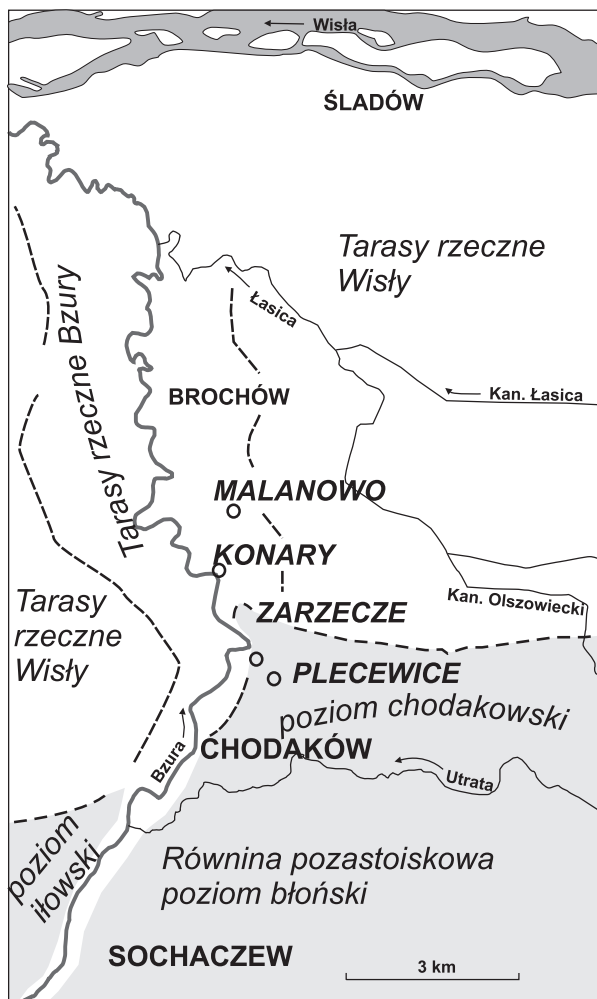 Wisła
ŚLADÓW
Tarasy rzeczne
Wisły
Tarasy rzeczne Bzury
Łasica
BROCHÓW
Kan. Łasica
MALANOWO
KONARY
Kan. Olszowiecki
Tarasy
rzeczne
Wisły
ZARZECZE
PLECEWICE
poziom chodakowski
CHODAKÓW
Bzura
Utrata
poziom
iłowski
Równina pozastoiskowa
poziom błoński
SOCHACZEW
3 km